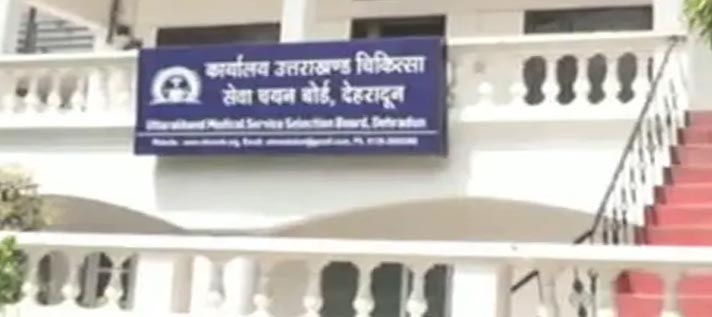 कार्यालय उत्तराखण्ड चिकित्सा
सेवा चयन बोर्ड, देहरादून
Uttarakhand Medical Service Selection Board, Dehradun